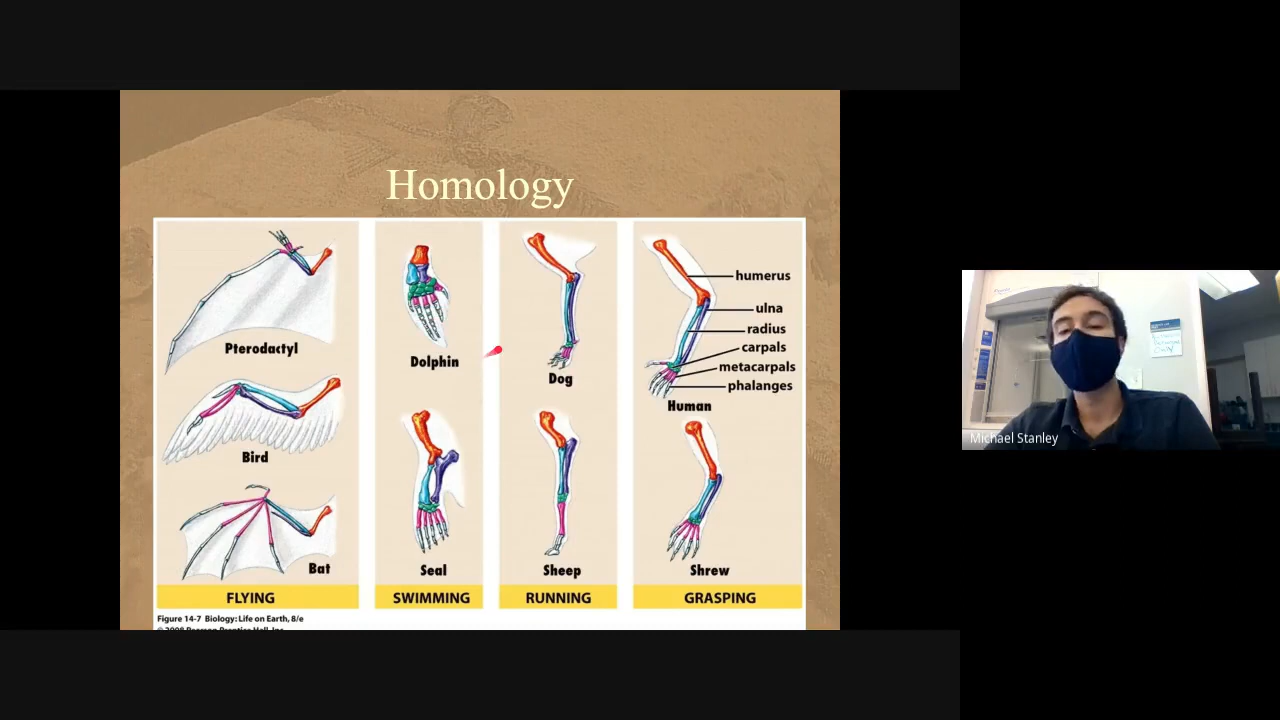 Homology
humerus
ulna
radius
carpals
metacarpals
phalanges
Pterodactyl
Dolphin
Dog
Human
Bird
Bat
Seal
Sheep
Shrew
FLYING
SWIMMING
RUNNING
GRASPING
Figure 14-7 Biology: Life on Earth, 8/e
Michael Stanley